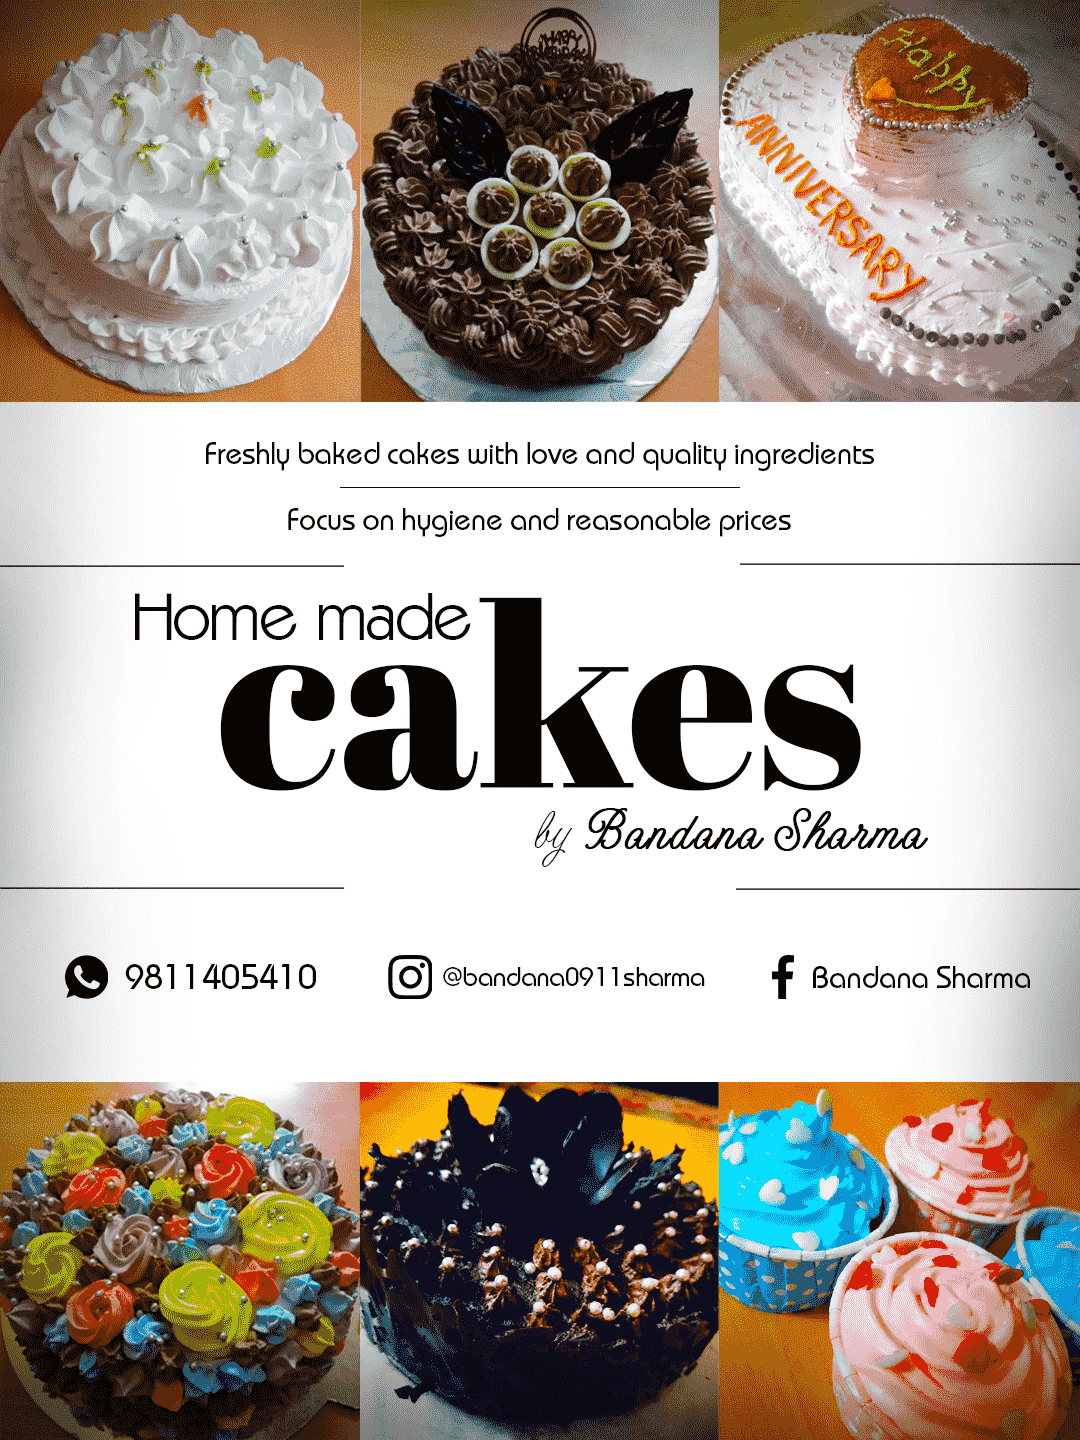 HAPPY
Happy
ANNIVERSARY
Freshly baked cakes with love and quality ingredients
Focus on hygiene and reasonable prices
Home made
cakes
by Bandana Sharma
9811405410
@bandana0911sharma
Bandana Sharma